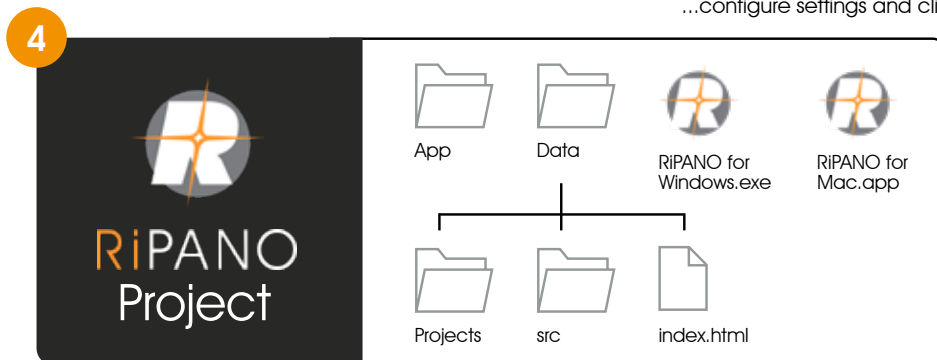 ...configure settings and cli
4
RiPANO
Project
App
Data
RiPANO for
Windows.exe
RiPANO for
Mac.app
Projects
src
index.html